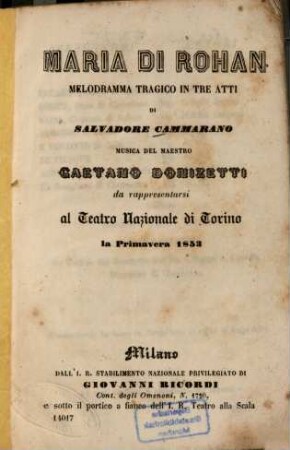 MARIA DI ROHAN
MELODRAMMA TRAGICO IN TRE ATTI
DI
SALVADORE CAMMARANO
MUSICA DEL MAESTRO
GAETANO DONIZETTI
da rappresentarsi
al Teatro Nazionale di Torino
la Primavera 1853
Milano
DALL'I. R. STABILIMENTO NAZIONALE PRIVILEGIATO DI
GIOVANNI RICORDI
Cont. degli Omenoni, N. 1720,
e sotto il portico a fianco dell'I. R. Teatro alla Scala
14017